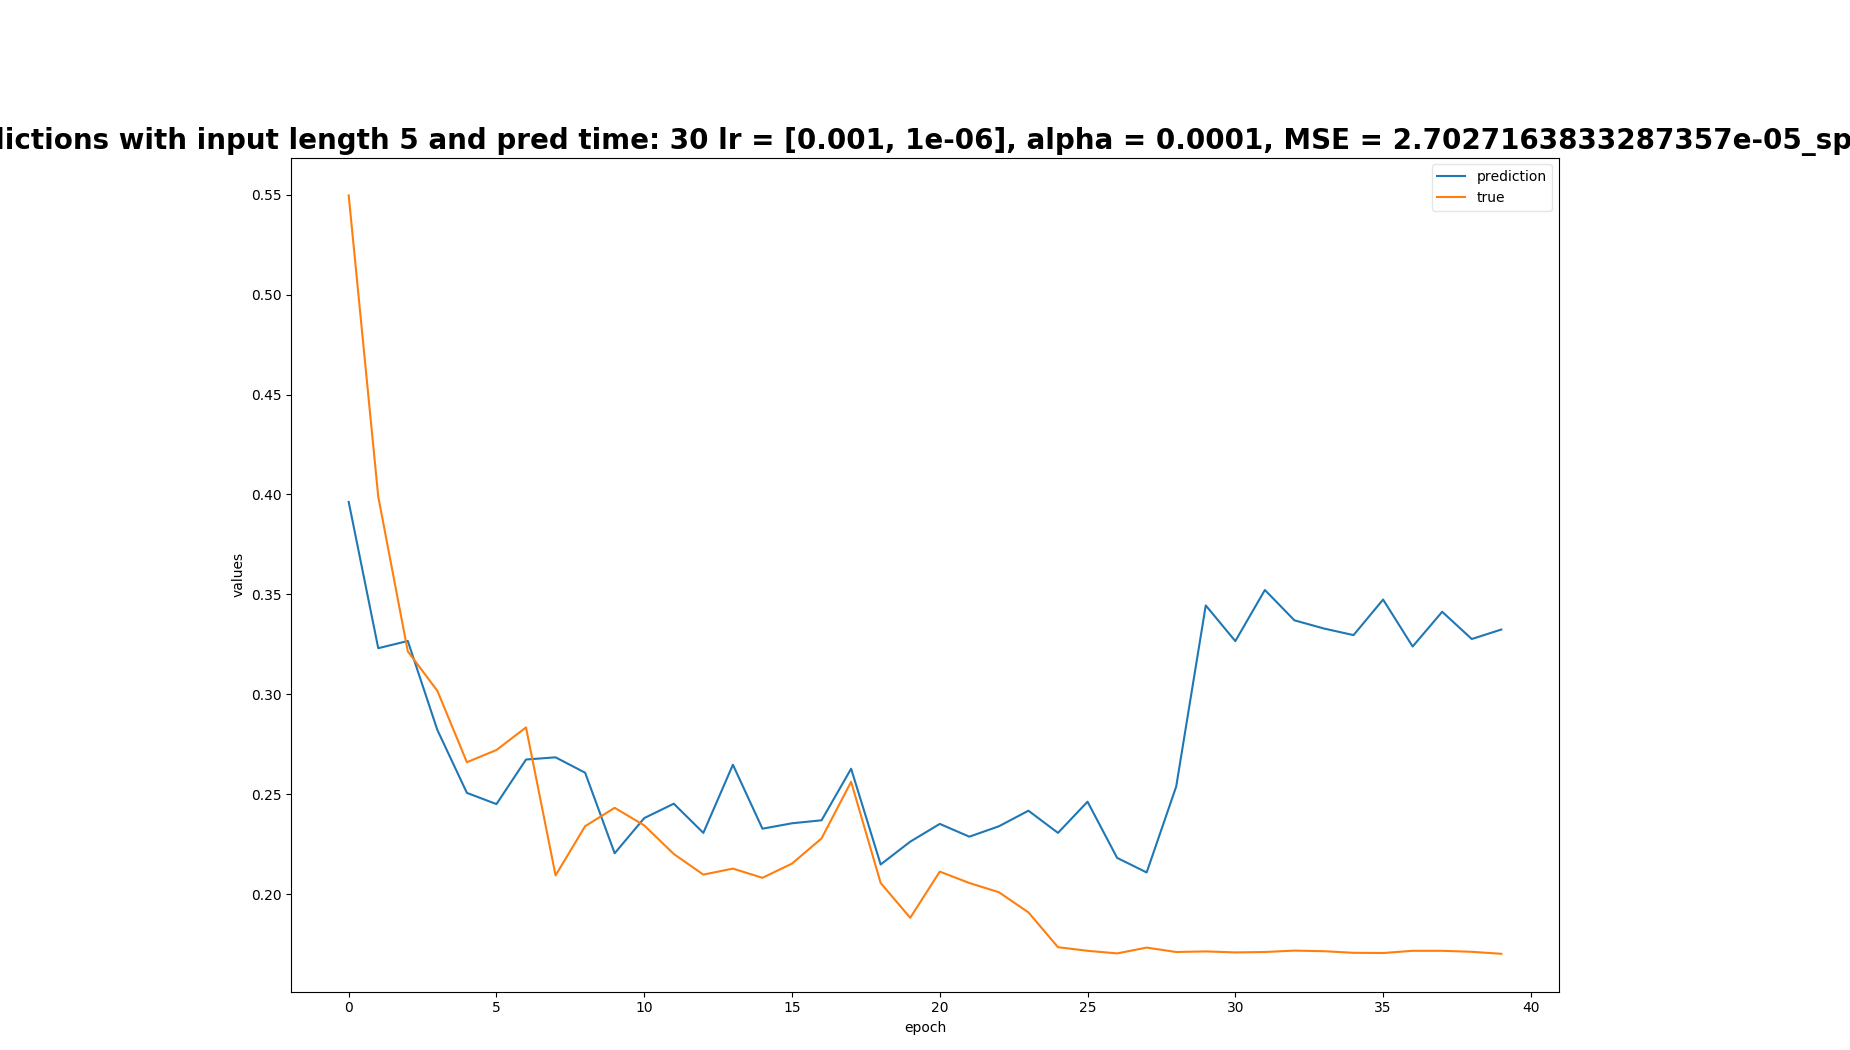 dictions with input length 5 and pred time: 30 lr = [0.001, 1e-06], alpha = 0.0001, MSE = 2.7027163833287357e-05_sp
prediction
true
0.55
0.50
0.45
0.40
0.35
0.30
0.25
0.20
values
0 5 10 15 20 25 30 35 40
epoch